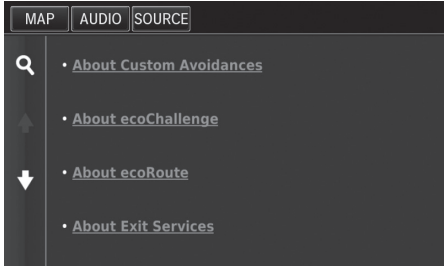 MAP AUDIO SOURCE
• About Custom Avoidances
• About ecoChallenge
• About ecoRoute
• About Exit Services